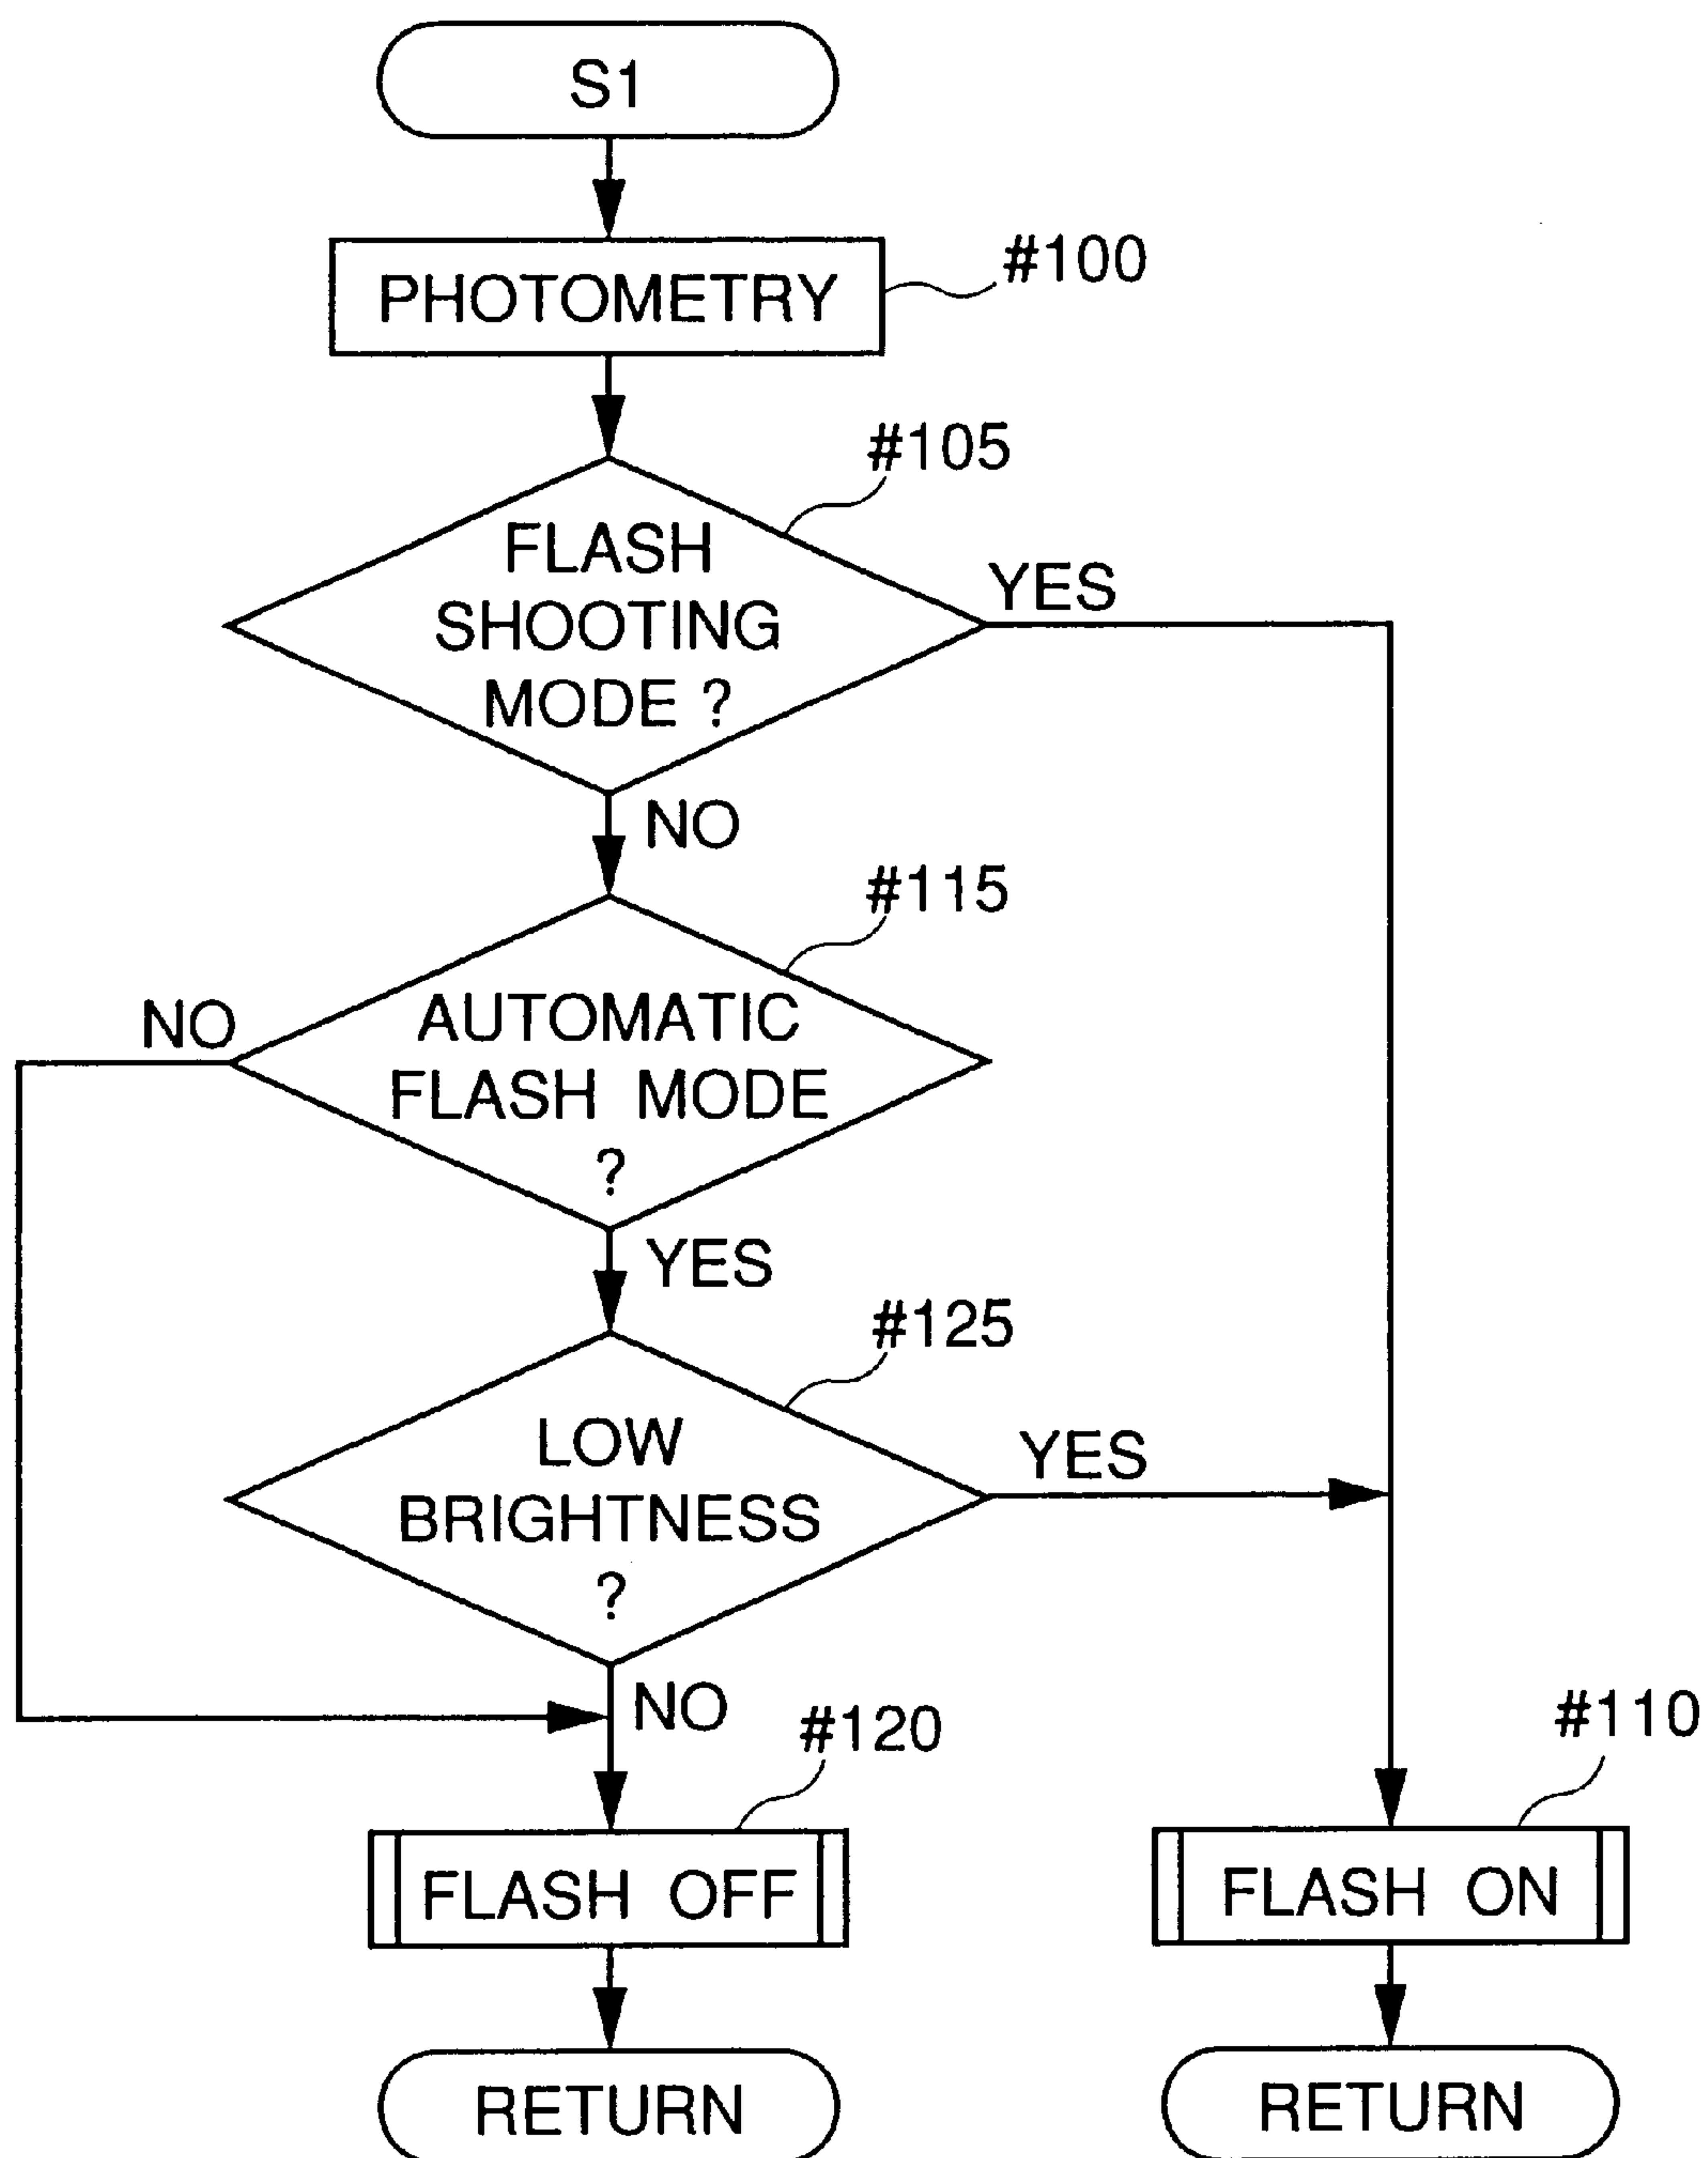 S1
PHOTOMETRY
#100
#105
FLASH
SHOOTING
MODE ?
YES
NO
#115
NO
AUTOMATIC
FLASH MODE
?
YES
#125
LOW
BRIGHTNESS
?
YES
NO
#120
#110
FLASH OFF
FLASH ON
RETURN
RETURN